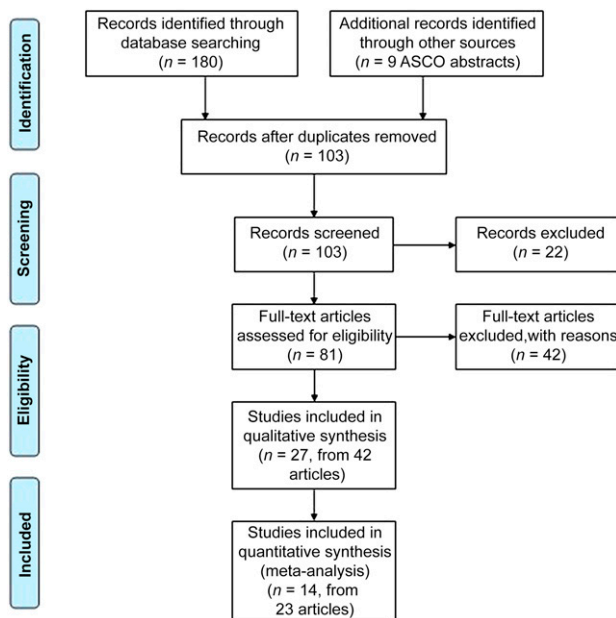 Identification
Records identified through
database searching
(n = 180)
Additional records identified
through other sources
(n = 9 ASCO abstracts)
Records after duplicates removed
(n = 103)
Screening
Records screened
(n = 103)
Records excluded
(n = 22)
Eligibility
Full-text articles
assessed for eligibility
(n = 81)
Full-text articles
excluded,with reasons
(n = 42)
Studies included in
qualitative synthesis
(n = 27, from 42
articles)
Included
Studies included in
quantitative synthesis
(meta-analysis)
(n = 14, from
23 articles)